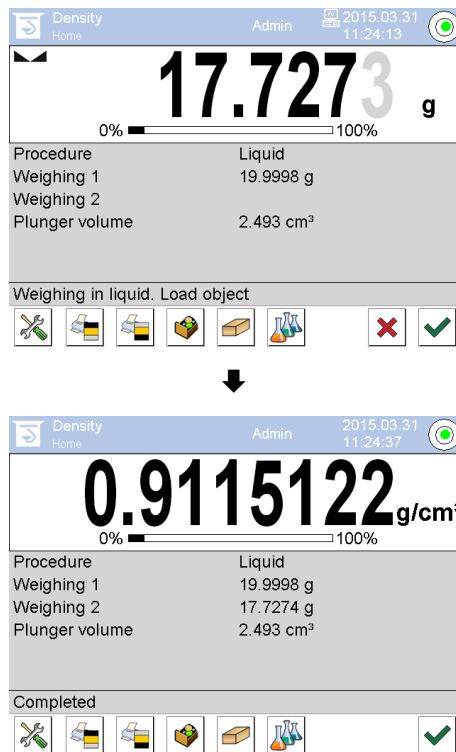 Density Admin 2015.03.31
Home 11:24:13
17.7273 g
0% 100%
Procedure Liquid
Weighing 1 19.9998 g
Weighing 2
Plunger volume 2.493 cm³
Weighing in liquid. Load object
Density Admin 2015.03.31
Home 11:24:37
0.9115122 g/cm³
0% 100%
Procedure Liquid
Weighing 1 19.9998 g
Weighing 2 17.7274 g
Plunger volume 2.493 cm³
Completed